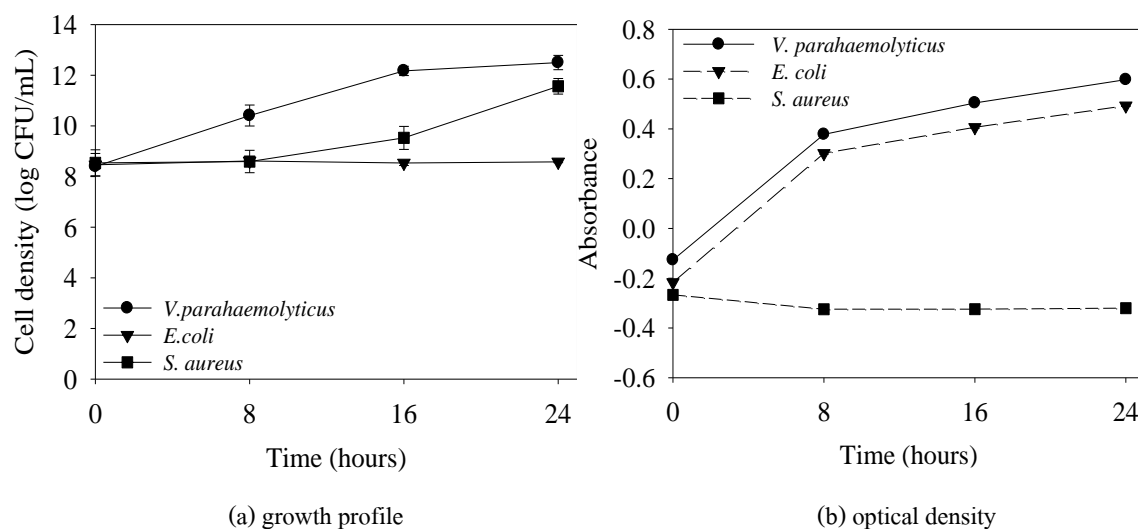 14
12
10
8
6
4
2
0
Cell density (log CFU/mL)
V.parahaemolyticus
E.coli
S. aureus
0 8 16 24
Time (hours)
(a) growth profile
0.8
0.6
0.4
0.2
0.0
-0.2
-0.4
-0.6
Absorbance
V. parahaemolyticus
E. coli
S. aureus
0 8 16 24
Time (hours)
(b) optical density